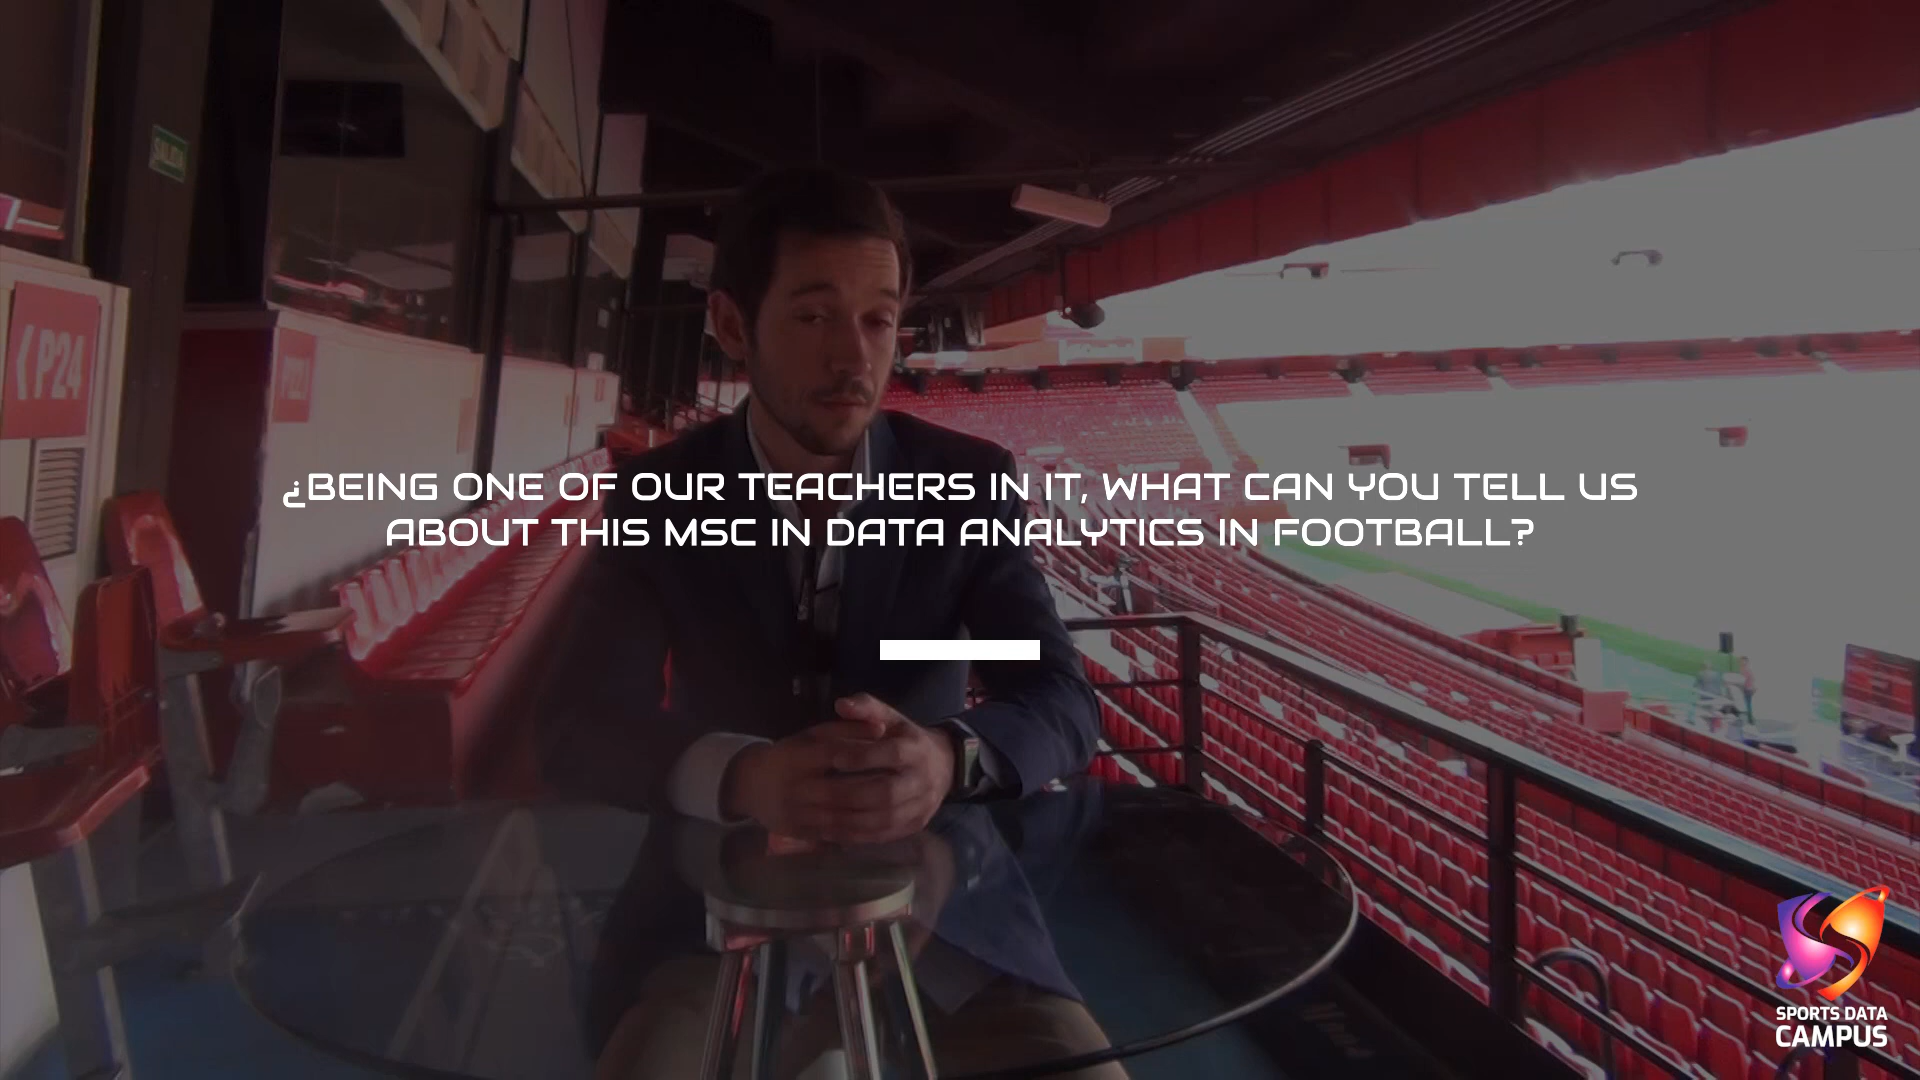 SALIDA
P24
¿BEING ONE OF OUR TEACHERS IN IT, WHAT CAN YOU TELL US
ABOUT THIS MSC IN DATA ANALYTICS IN FOOTBALL?
SPORTS DATA
CAMPUS